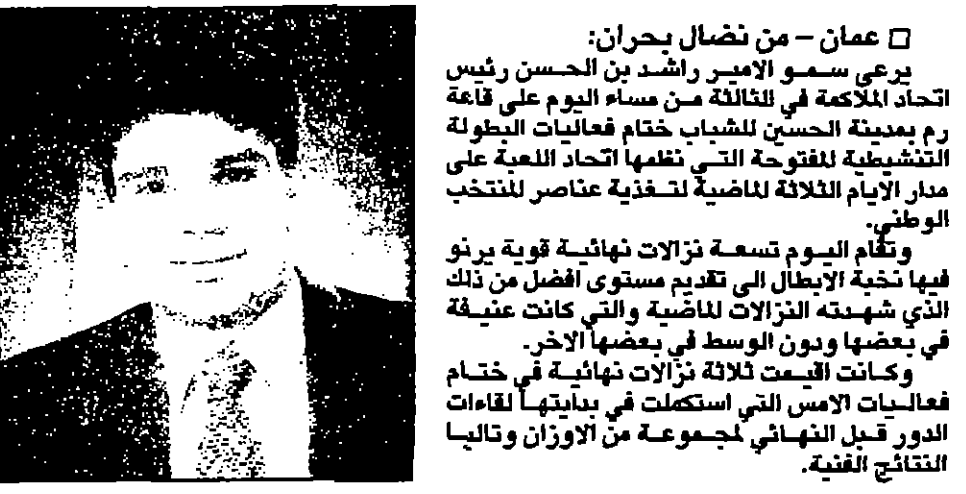 □ عمان – من نضال بحران:
يرعى سمو الامير راشد بن الحسن رئيس
اتحاد الملاكمة في الثالثة من مساء اليوم على قاعة
رم بمدينة الحسين للشباب ختام فعاليات البطولة
التنشيطية المفتوحة التي نظمها اتحاد اللعبة على
مدار الايام الثلاثة الماضية لتغذية عناصر المنتخب
الوطني.
وتقام اليوم تسعة نزالات نهائية قوية يرنو
فيها نخبة الابطال الى تقديم مستوى افضل من ذلك
الذي شهدته النزالات الماضية والتي كانت عنيفة
في بعضها ودون الوسط في بعضها الاخر.
وكانت اقيمت ثلاثة نزالات نهائية في ختام
فعاليات الامس التي استكملت في بدايتها لقاءات
الدور قبل النهائي لمجموعة من الاوزان وتاليا
النتائج الفنية.